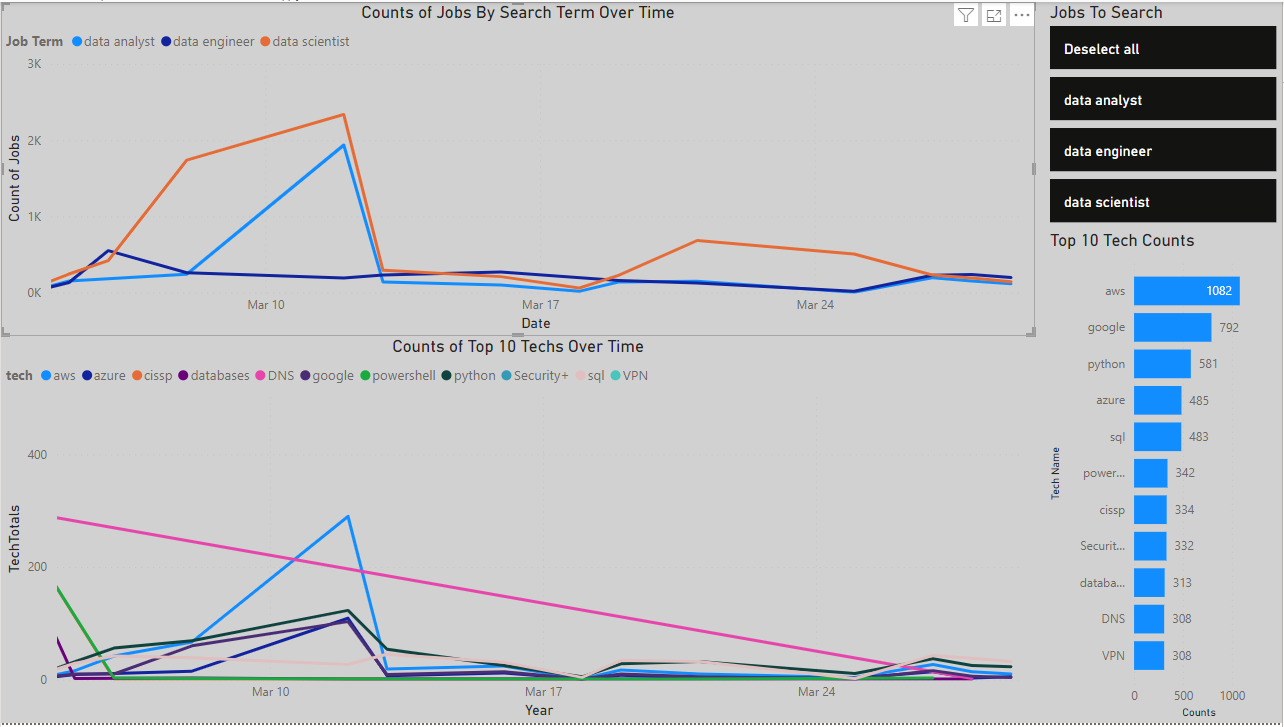 Counts of Jobs By Search Term Over Time
Job Term data analyst data engineer data scientist
3K
2K
1K
0K
Count of Jobs
Mar 10 Mar 17 Mar 24
Date
Jobs To Search
Deselect all
data analyst
data engineer
data scientist
Counts of Top 10 Techs Over Time
tech aws azure cissp databases DNS google powershell python Security+ sql VPN
400
200
0
TechTotals
Mar 10 Mar 17 Mar 24
Year
Top 10 Tech Counts
Tech Name
aws 1082
google 792
python 581
azure 485
sql 483
power... 342
cissp 334
Securit... 332
databa... 313
DNS 308
VPN 308
0 500 1000
Counts